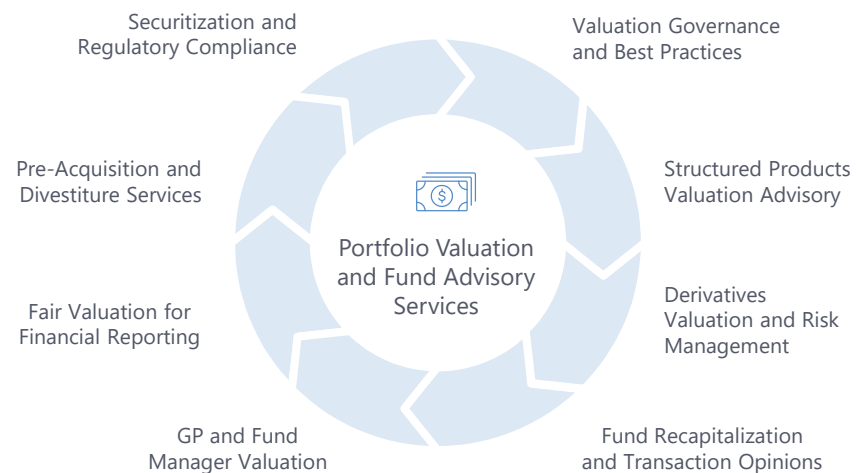 Securitization and
Regulatory Compliance
Valuation Governance
and Best Practices
Pre-Acquisition and
Divestiture Services
Structured Products
Valuation Advisory
$
Portfolio Valuation
and Fund Advisory
Services
Fair Valuation for
Financial Reporting
Derivatives
Valuation and Risk
Management
GP and Fund
Manager Valuation
Fund Recapitalization
and Transaction Opinions